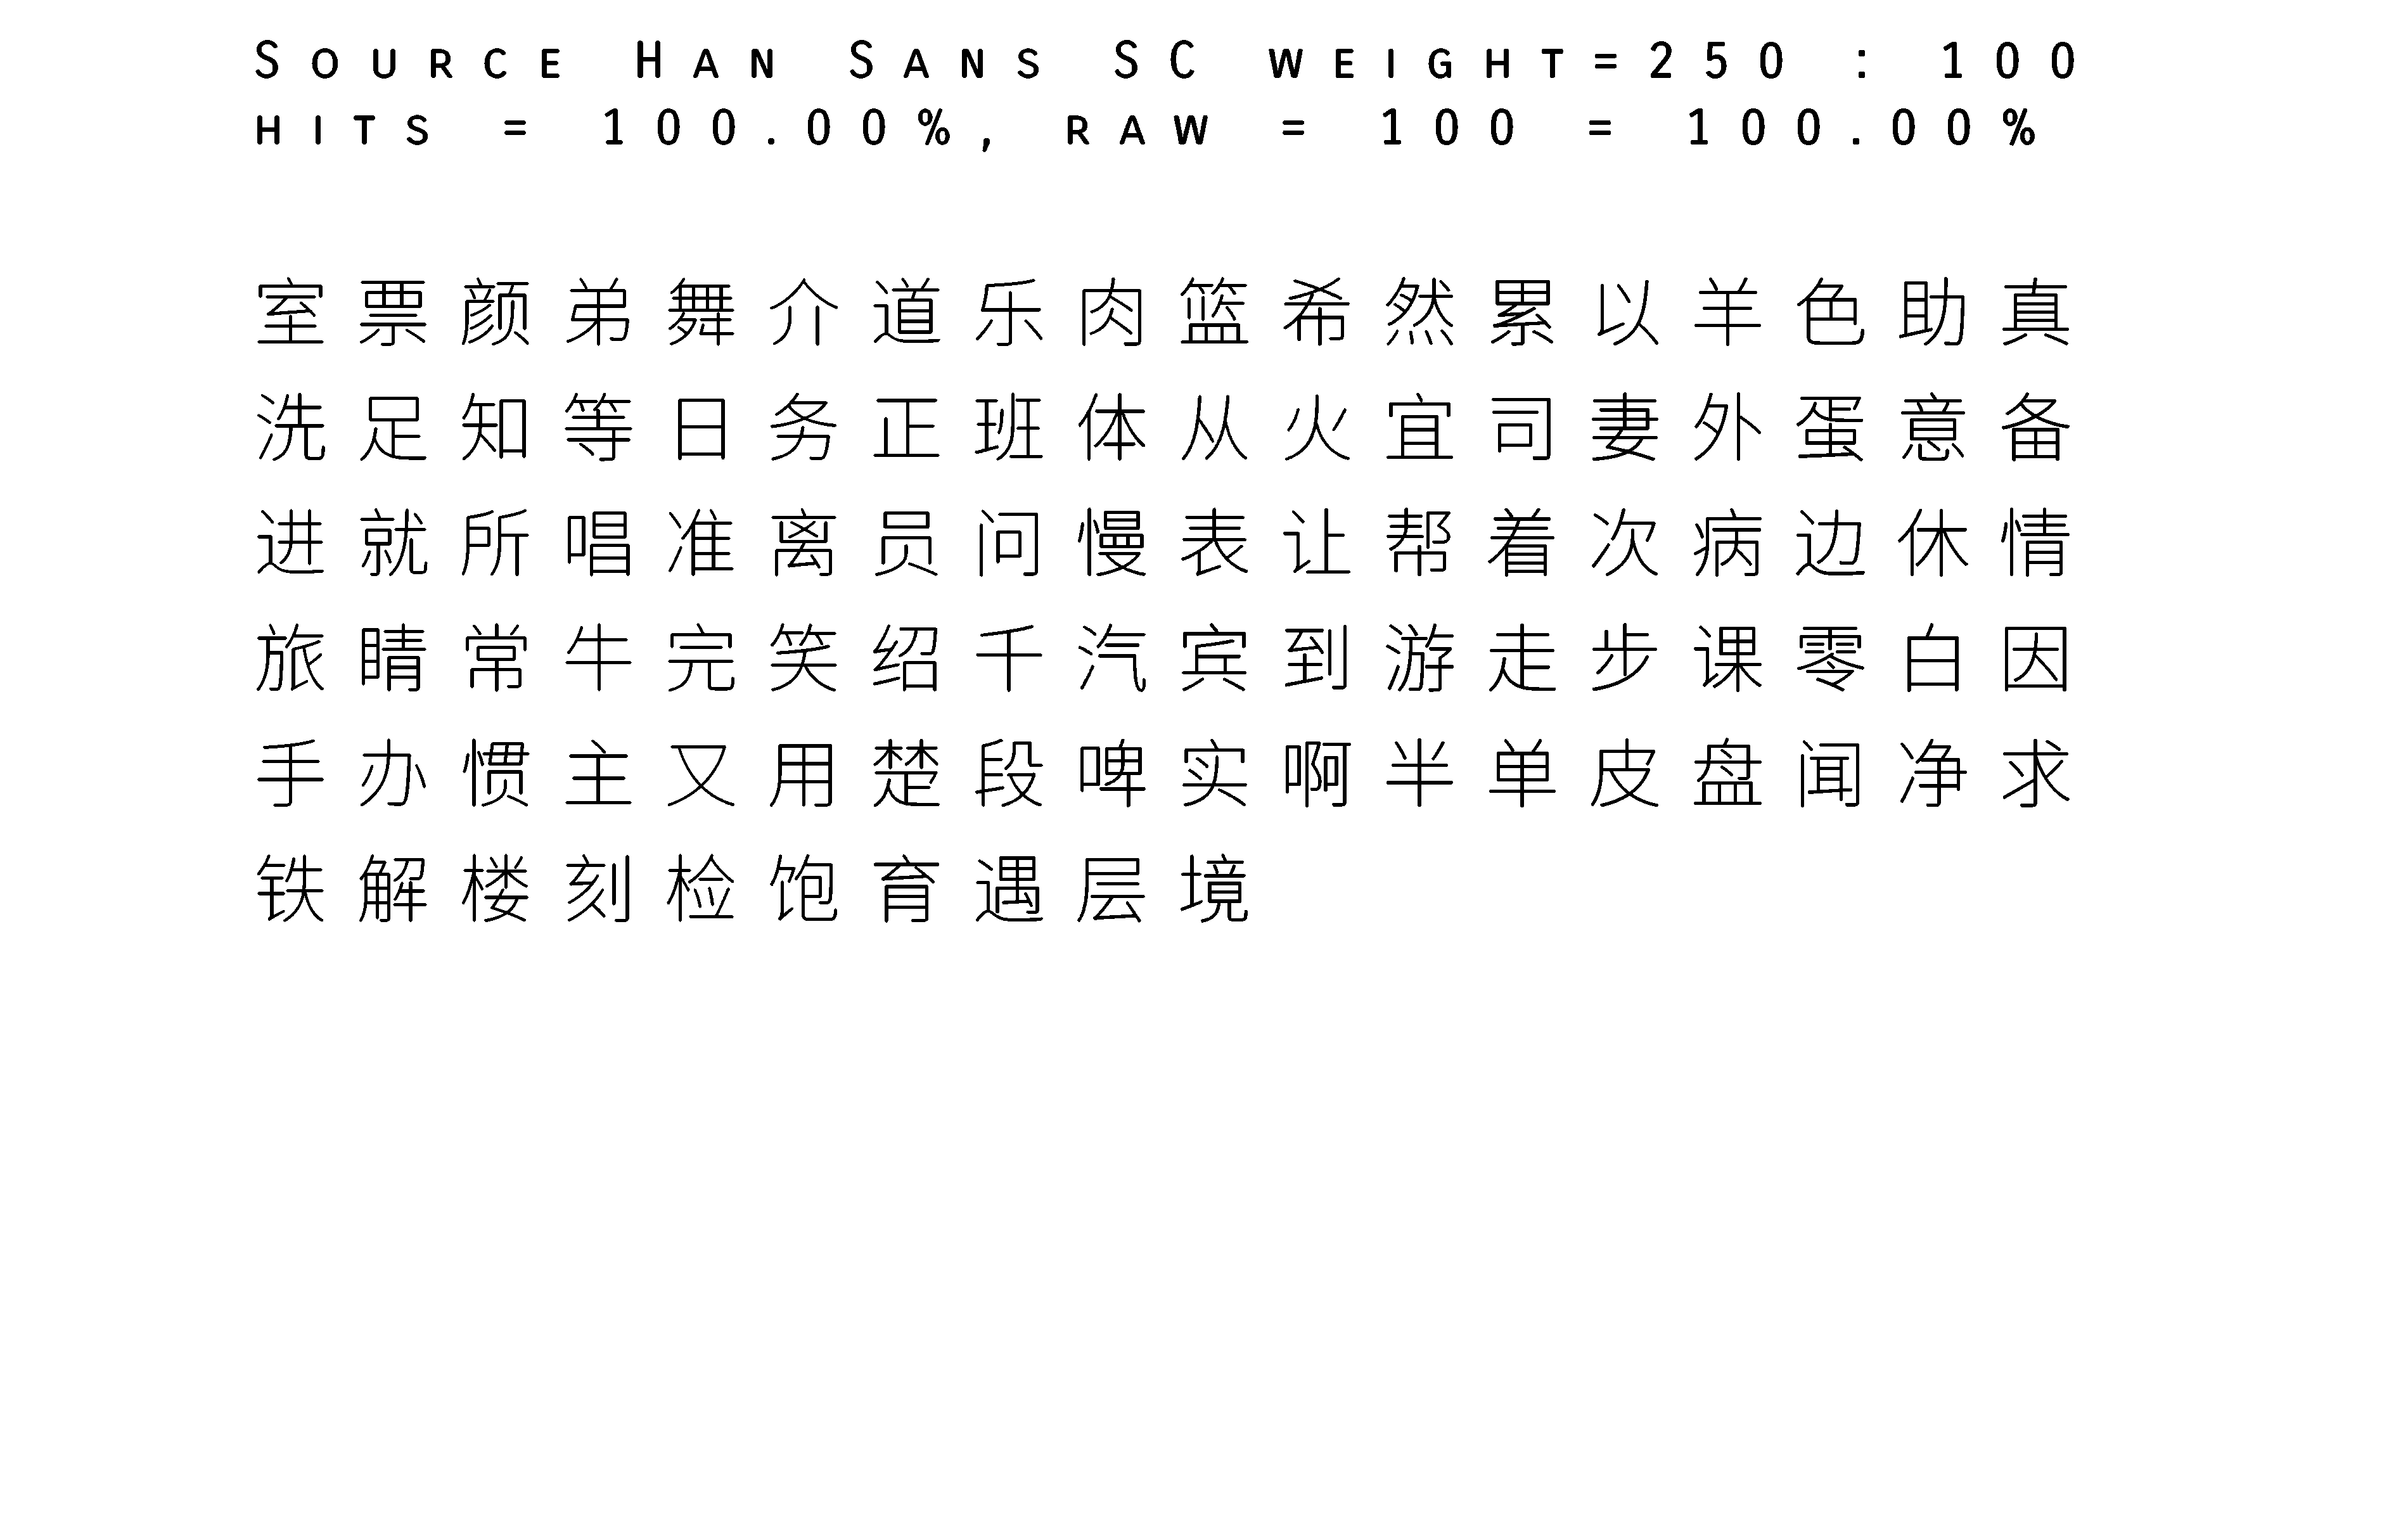 Source Han Sans SC weight=250 : 100
hits = 100.00%, raw = 100 = 100.00%
室票颜弟舞介道乐肉篮希然累以羊色助真
洗足知等日务正班体从火宜司妻外蛋意备
进就所唱准离员问慢表让帮着次病边休情
旅睛常牛完笑绍千汽宾到游走步课零白因
手办惯主又用楚段啤实啊半单皮盘闻净求
铁解楼刻检饱育遇层境